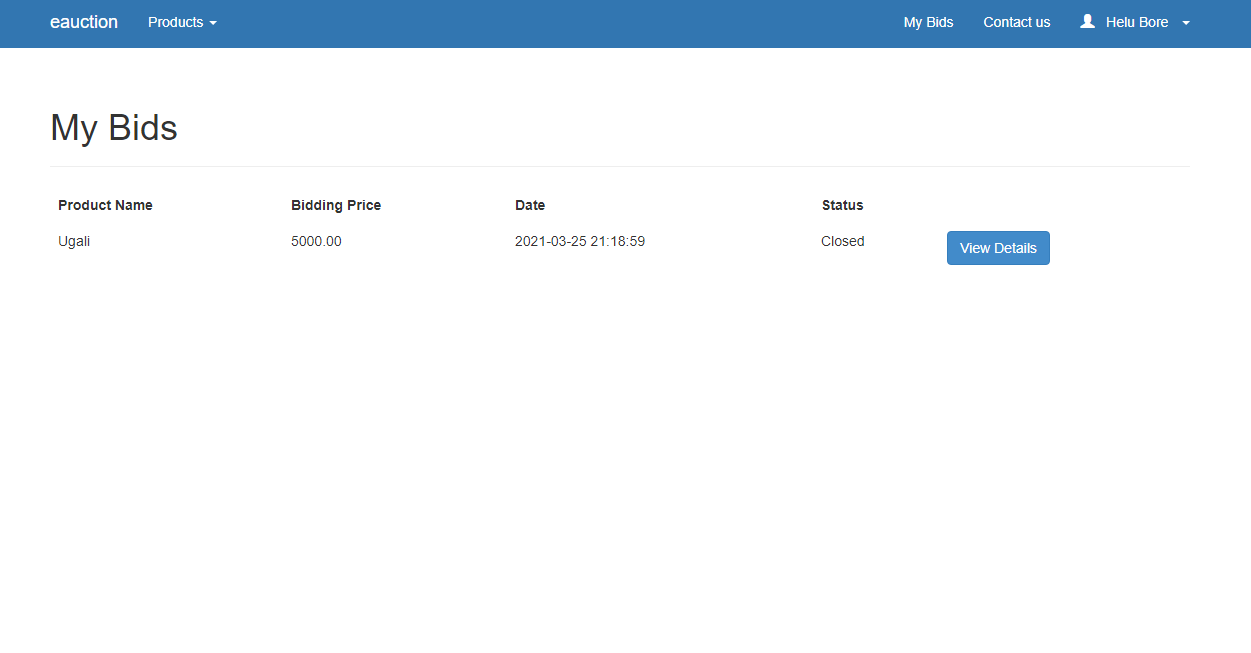 eauction Products My Bids Contact us Helu Bore
My Bids
Product Name Bidding Price Date Status
Ugali 5000.00 2021-03-25 21:18:59 Closed View Details